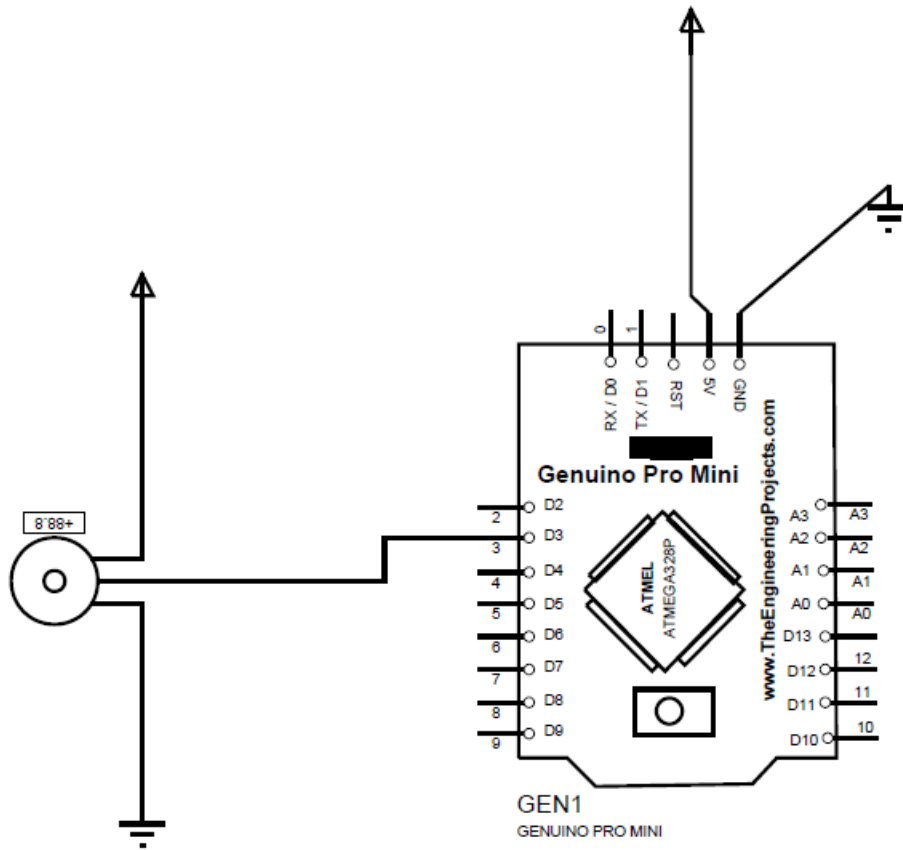 0
1
RX / D0
TX / D1
RST
5V
GND
Genuino Pro Mini
www.TheEngineeringProjects.com
+88.8
2
D2
3
D3
4
D4
5
D5
6
D6
7
D7
8
D8
9
D9
ATMEL
ATMEGA328P
A3 A3
A2 A2
A1 A1
A0 A0
D13
D12 12
D11 11
D10 10
GEN1
GENUINO PRO MINI